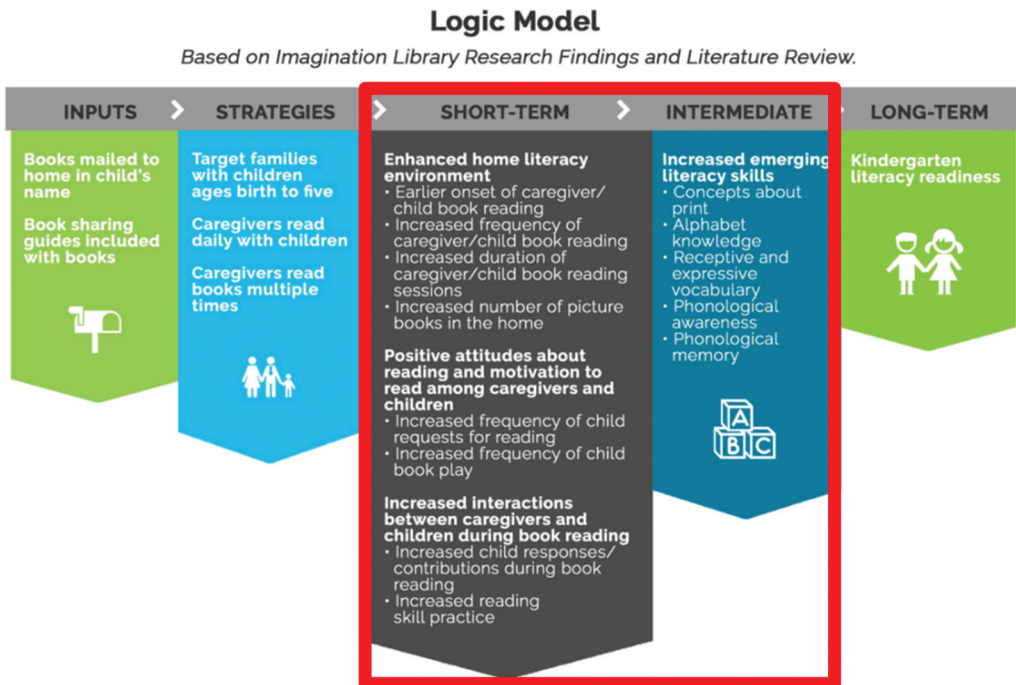 Logic Model
Based on Imagination Library Research Findings and Literature Review.
INPUTS
Books mailed to
home in child's
name
Book sharing
guides included
with books
STRATEGIES
Target families
with children
ages birth to five
Caregivers read
daily with children
Caregivers read
books multiple
times
SHORT-TERM
Enhanced home literacy
environment
• Earlier onset of caregiver/
child book reading
• Increased frequency of
caregiver/child book reading
• Increased duration of
caregiver/child book reading
sessions
• Increased number of picture
books in the home
Positive attitudes about
reading and motivation to
read among caregivers and
children
• Increased frequency of child
requests for reading
• Increased frequency of child
book play
Increased interactions
between caregivers and
children during book reading
• Increased child responses/
contributions during book
reading
• Increased reading
skill practice
INTERMEDIATE
Increased emerging
literacy skills
• Concepts about
print
• Alphabet
knowledge
• Receptive and
expressive
vocabulary
• Phonological
awareness
• Phonological
memory
A
B C
LONG-TERM
Kindergarten
literacy readiness